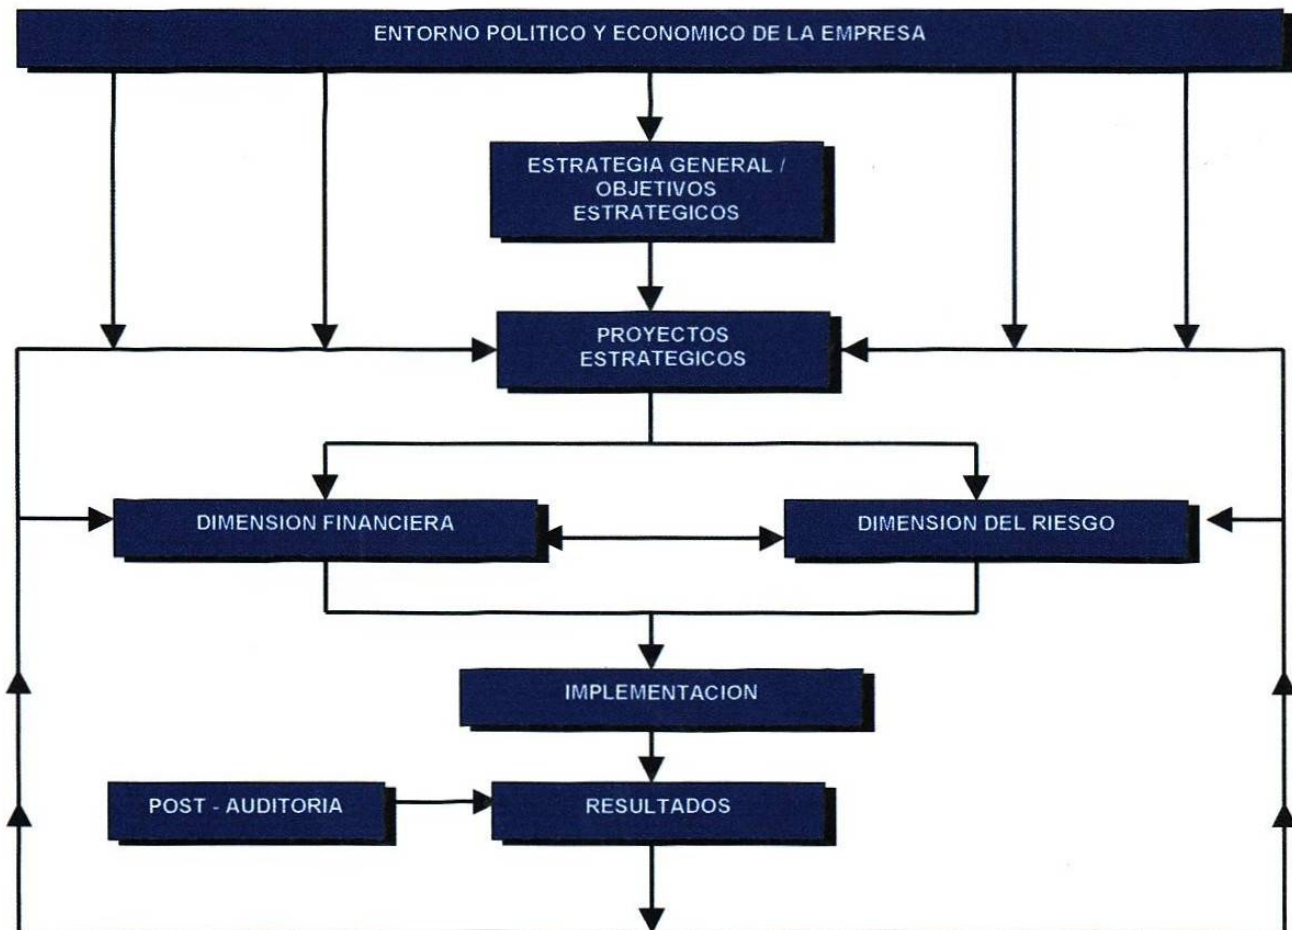 ENTORNO POLITICO Y ECONOMICO DE LA EMPRESA
ESTRATEGIA GENERAL /
OBJETIVOS
ESTRATEGICOS
PROYECTOS
ESTRATEGICOS
DIMENSION FINANCIERA
DIMENSION DEL RIESGO
IMPLEMENTACION
POST - AUDITORIA
RESULTADOS